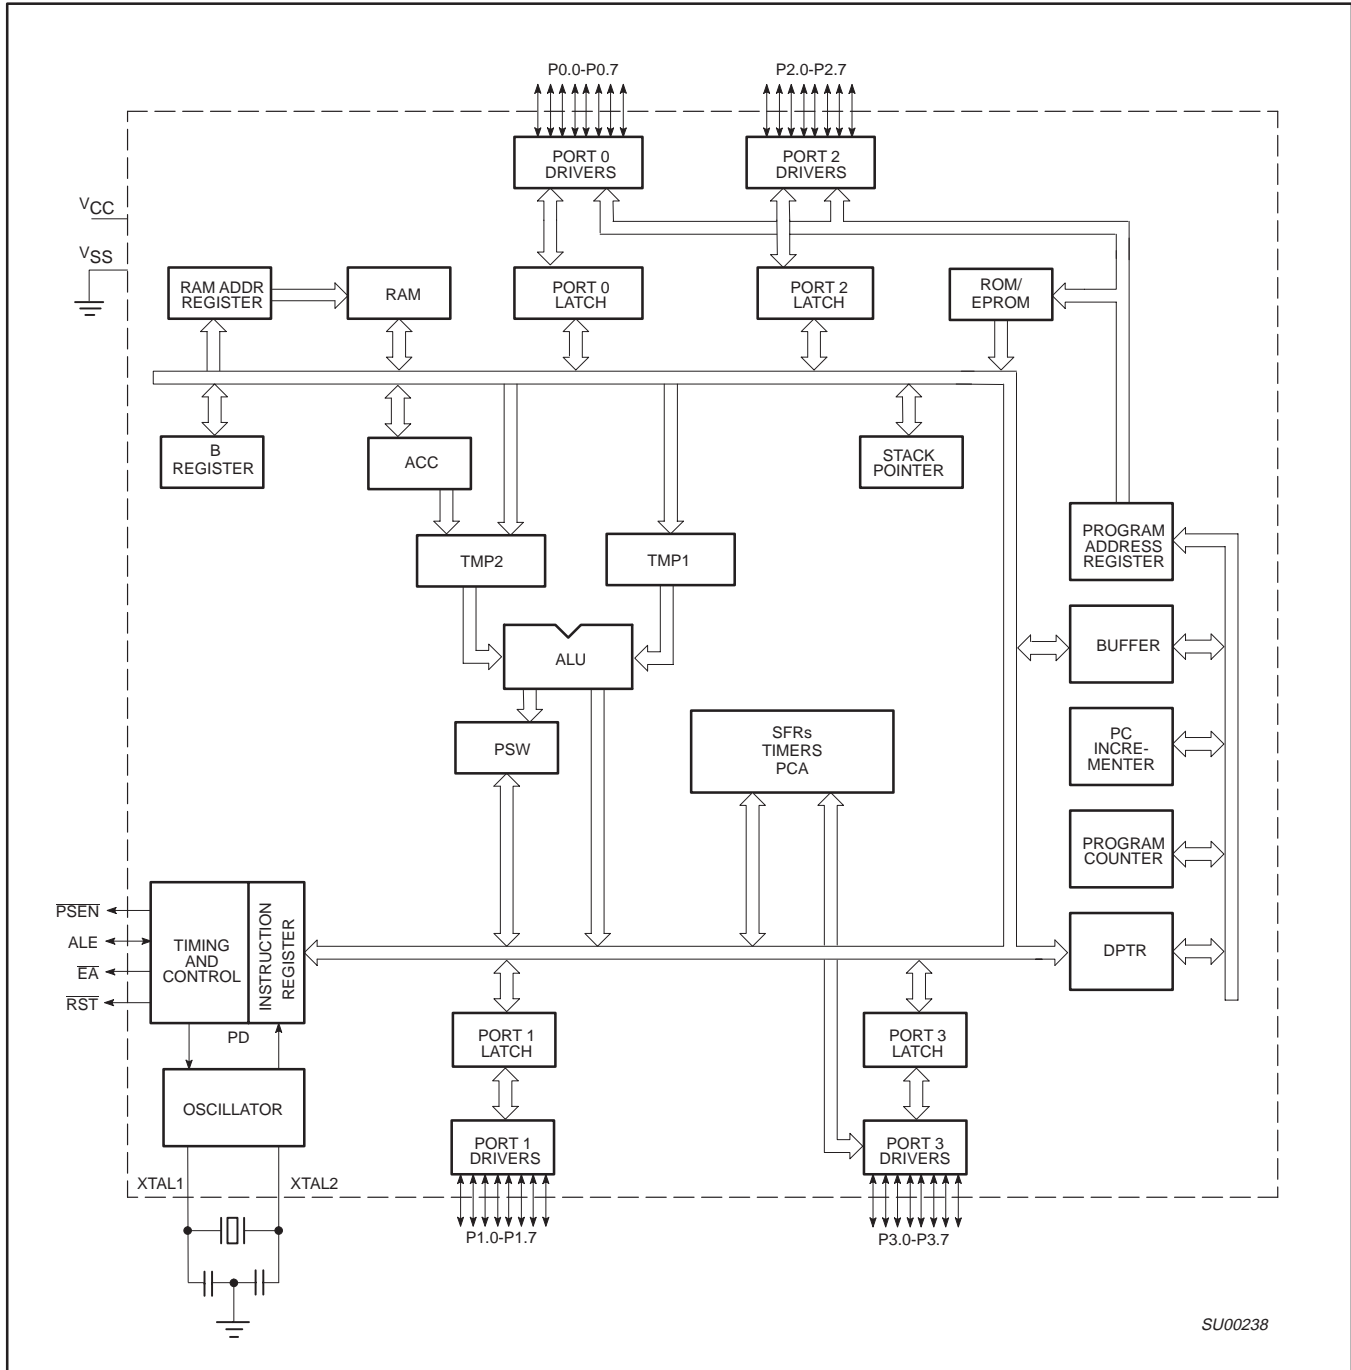 P0.0-P0.7
P2.0-P2.7
PORT 0
DRIVERS
PORT 2
DRIVERS
VCC
VSS
RAM ADDR
REGISTER
RAM
PORT 0
LATCH
PORT 2
LATCH
ROM/
EPROM
B
REGISTER
ACC
STACK
POINTER
TMP2
TMP1
PROGRAM
ADDRESS
REGISTER
ALU
BUFFER
PSW
SFRs
TIMERS
PCA
PC
INCRE-
MENTER
PROGRAM
COUNTER
PSEN
ALE
EA
RST
TIMING
AND
CONTROL
INSTRUCTION
REGISTER
DPTR
PD
PORT 1
LATCH
PORT 3
LATCH
OSCILLATOR
PORT 1
DRIVERS
PORT 3
DRIVERS
XTAL1
XTAL2
P1.0-P1.7
P3.0-P3.7
SU00238